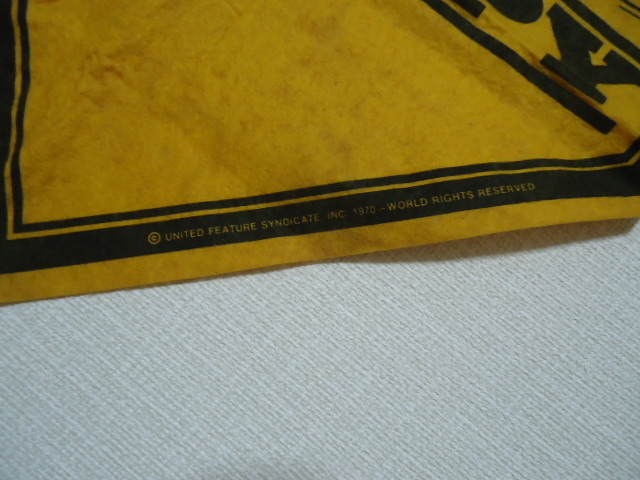 © UNITED FEATURE SYNDICATE, INC. 1970 – WORLD RIGHTS RESERVED